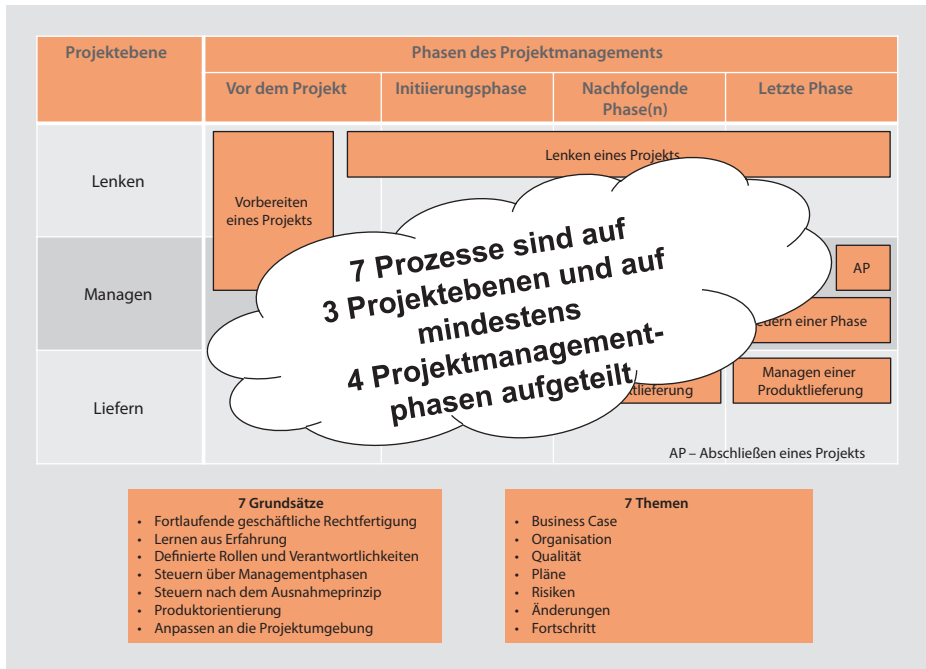 Projektebene
Phasen des Projektmanagements
Vor dem Projekt
Initiierungsphase
Nachfolgende
Phase(n)
Letzte Phase
Lenken
Vorbereiten
eines Projekts
Lenken eines Projekts
Managen
AP
einer Phase
Liefern
Managen einer
Produktlieferung
7 Prozesse sind auf
3 Projektebenen und auf
mindestens
4 Projektmanagement-
phasen aufgeteilt
AP – Abschließen eines Projekts
7 Grundsätze
• Fortlaufende geschäftliche Rechtfertigung
• Lernen aus Erfahrung
• Definierte Rollen und Verantwortlichkeiten
• Steuern über Managementphasen
• Steuern nach dem Ausnahmeprinzip
• Produktorientierung
• Anpassen an die Projektumgebung
7 Themen
• Business Case
• Organisation
• Qualität
• Pläne
• Risiken
• Änderungen
• Fortschritt